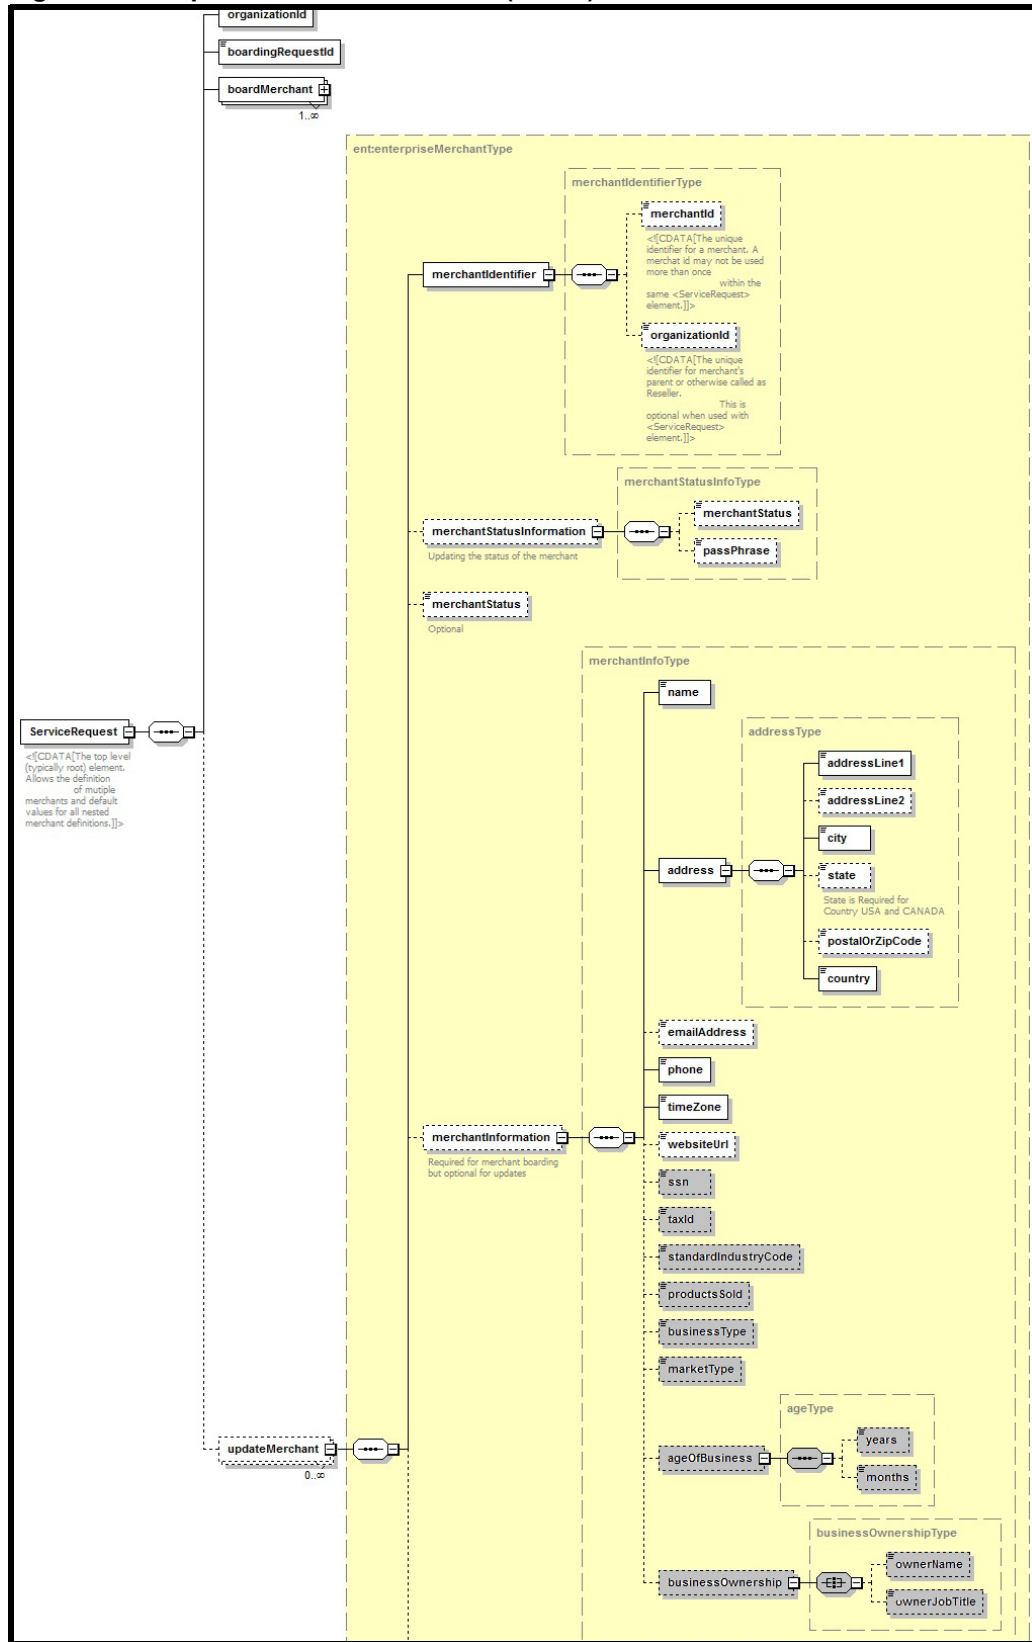 organizationId
boardingRequestId
boardMerchant
1..∞
ent:enterpriseMerchantType
merchantIdentifierType
merchantId
<![CDATA[The unique
identifier for a merchant. A
merchat id may not be used
more than once
within the
same <ServiceRequest>
element.]]>
merchantIdentifier
organizationId
<![CDATA[The unique
identifier for merchant's
parent or otherwise called as
Reseller.
This is
optional when used with
<ServiceRequest>
element.]]>
merchantStatusInfoType
merchantStatus
merchantStatusInformation
Updating the status of the merchant
passPhrase
merchantStatus
Optional
merchantInfoType
name
ServiceRequest
<![CDATA[The top level
(typically root) element.
Allows the definition
of mutiple
merchants and default
values for all nested
merchant definitions.]]>
addressType
addressLine1
addressLine2
city
address
state
State is Required for
Country USA and CANADA
postalOrZipCode
country
emailAddress
phone
timeZone
merchantInformation
Required for merchant boarding
but optional for updates
websiteUrl
ssn
taxId
standardIndustryCode
productsSold
businessType
marketType
updateMerchant
0..∞
ageType
years
ageOfBusiness
months
businessOwnershipType
ownerName
businessOwnership
ownerJobTitle